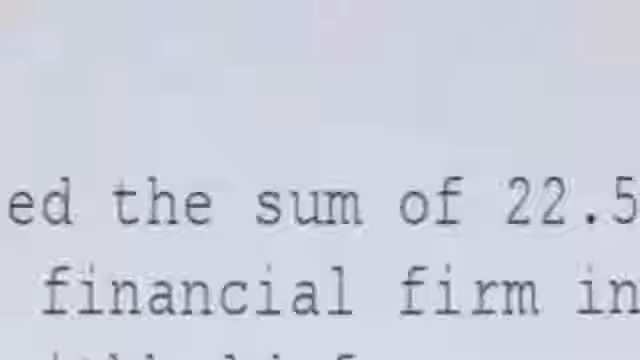 ed the sum of 22.5
financial firm in